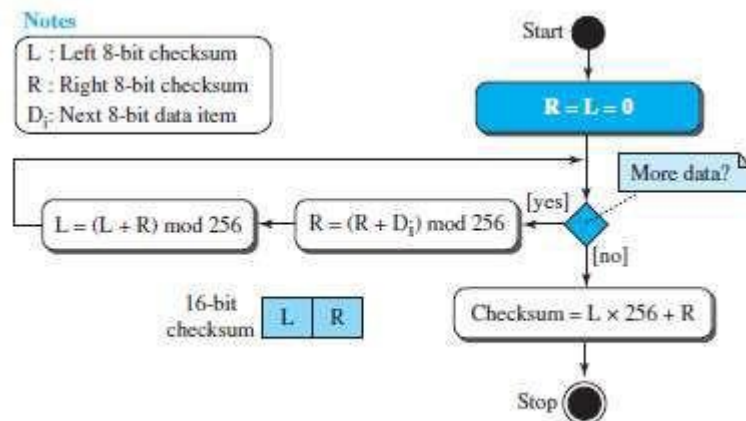 Notes
L : Left 8-bit checksum
R : Right 8-bit checksum
Di: Next 8-bit data item
Start
R = L = 0
More data?
[yes]
L = (L + R) mod 256
R = (R + Di) mod 256
[no]
16-bit
checksum
L
R
Checksum = L × 256 + R
Stop